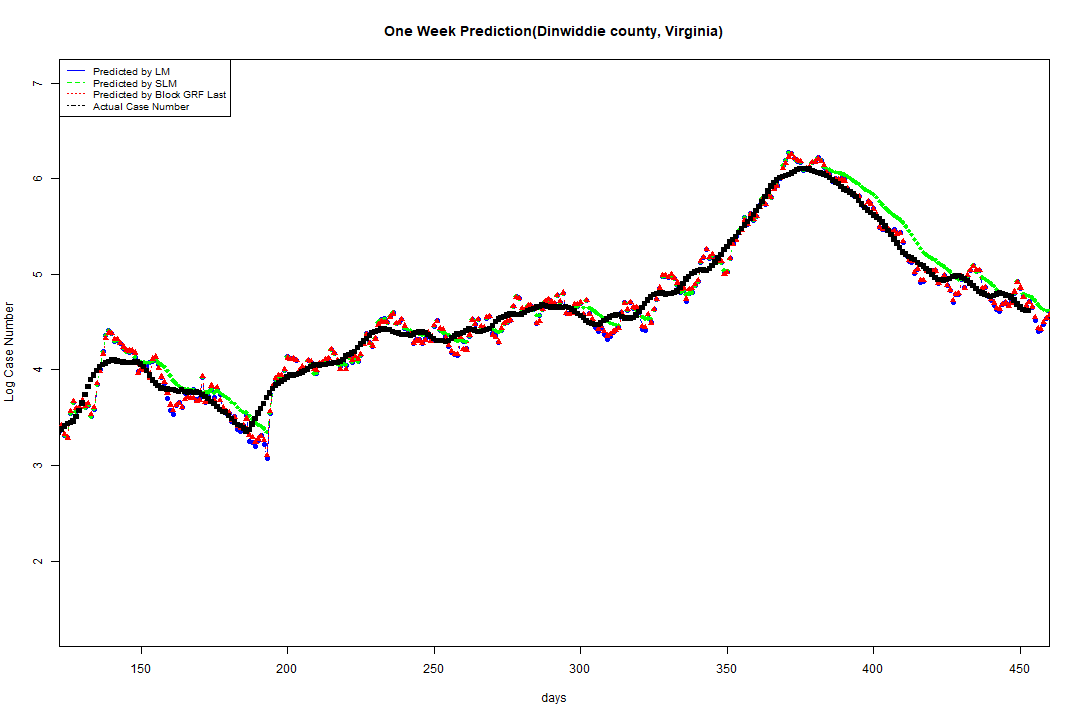 One Week Prediction(Dinwiddie county, Virginia)
Predicted by LM
Predicted by SLM
Predicted by Block GRF Last
Actual Case Number
7
6
5
4
3
2
Log Case Number
150 200 250 300 350 400 450
days